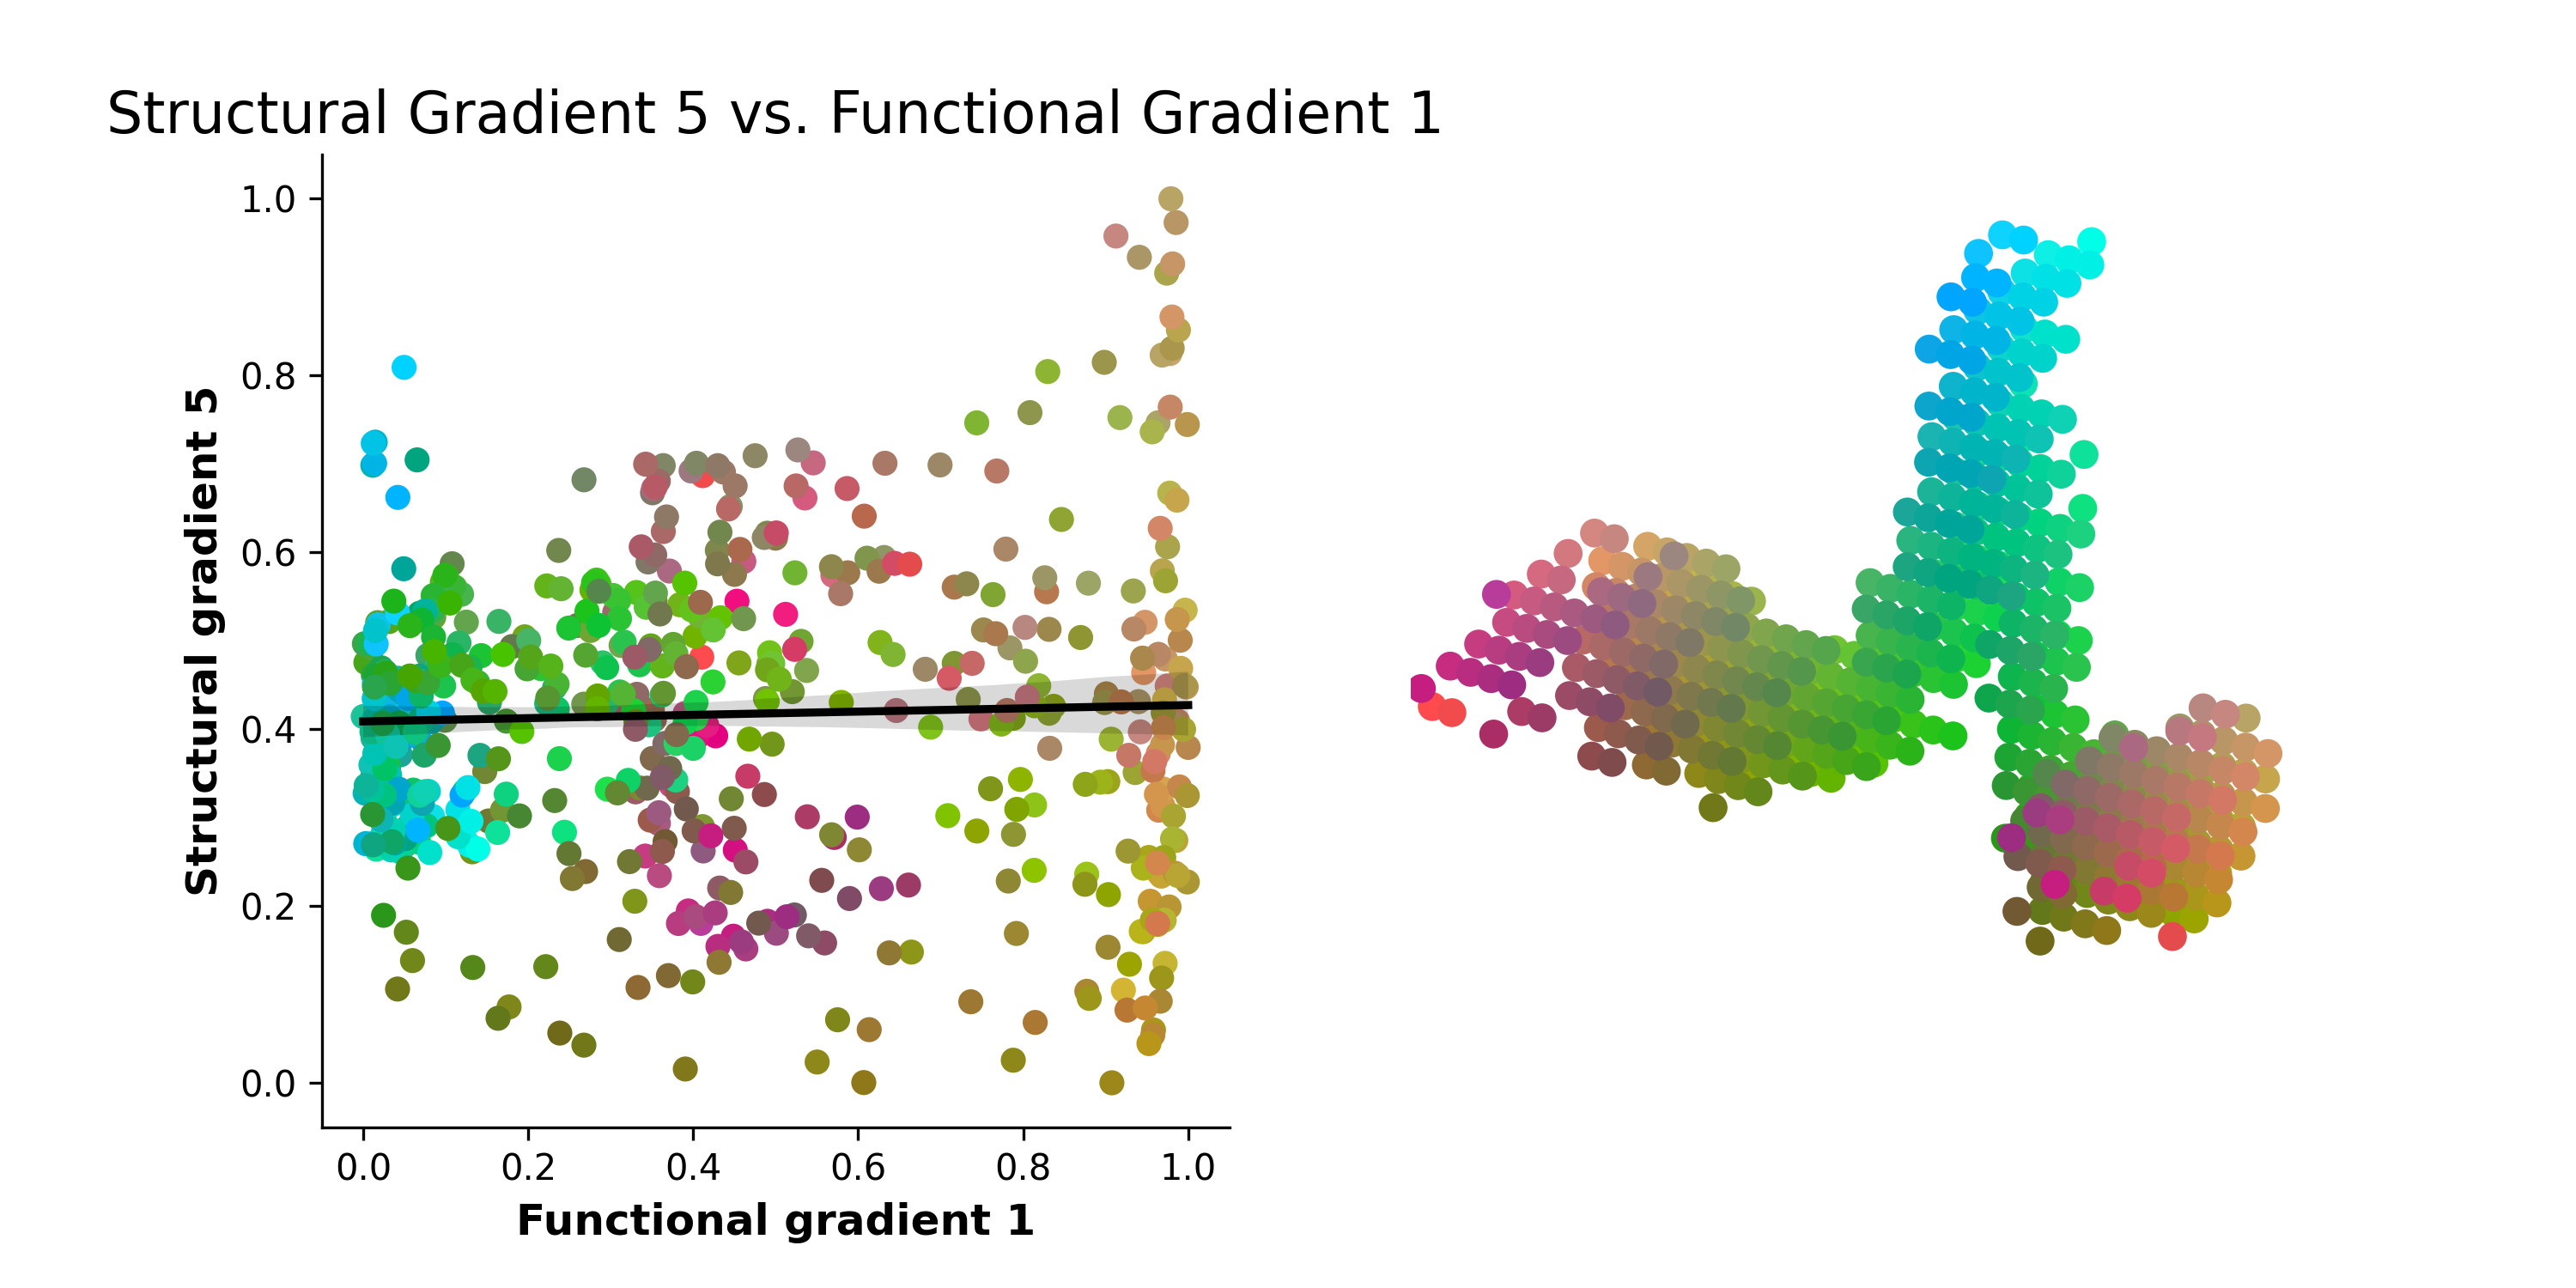 Structural Gradient 5 vs. Functional Gradient 1
Structural gradient 5
1.0
0.8
0.6
0.4
0.2
0.0
0.0 0.2 0.4 0.6 0.8 1.0
Functional gradient 1